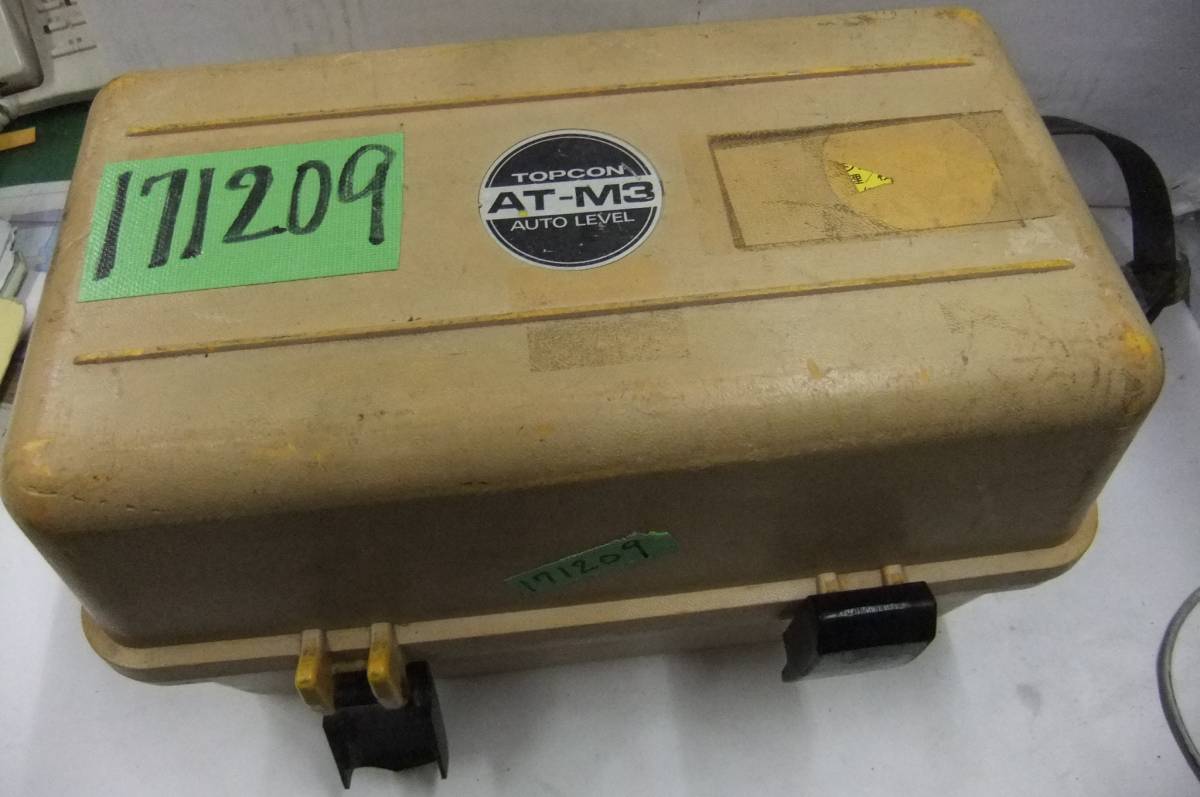 171209
TOPCON
AT-M3
AUTO LEVEL
171209